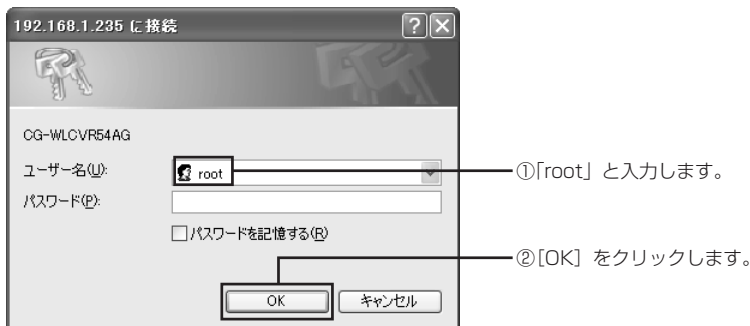 192.168.1.235 に接続
CG-WLCVR54AG
ユーザー名(U):
root
①「root」と入力します。
パスワード(P):
パスワードを記憶する(R)
②[OK]をクリックします。
OK
キャンセル